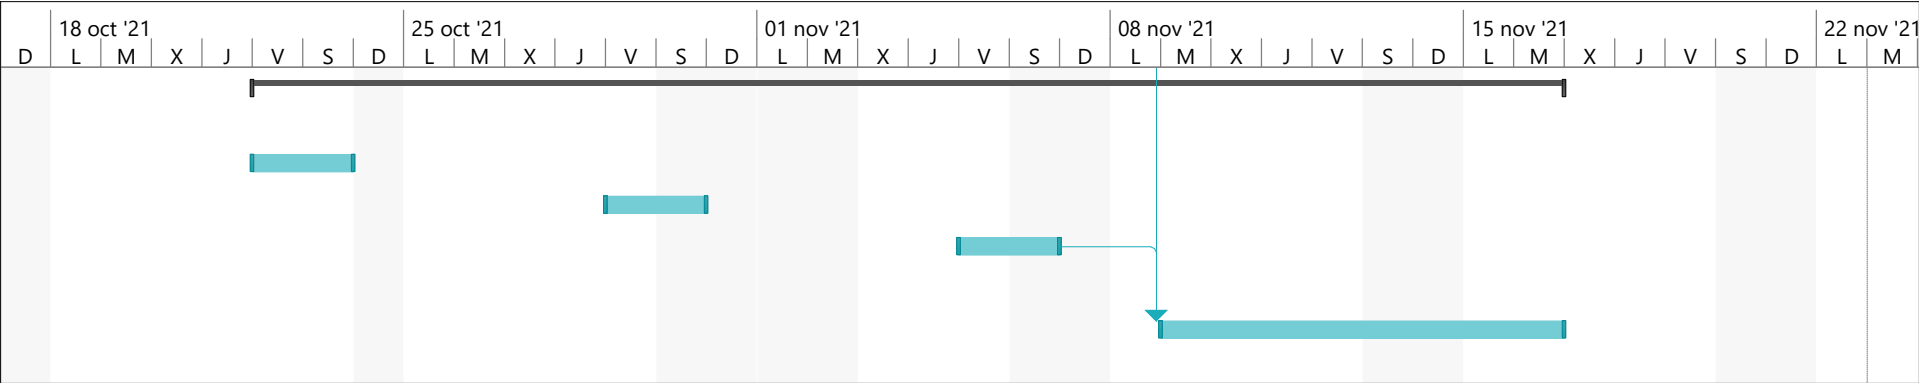 18 oct '21 25 oct '21 01 nov '21 08 nov '21 15 nov '21 22 nov '21
D L M X J V S D L M X J V S D L M X J V S D L M X J V S D L M X J V S D L M